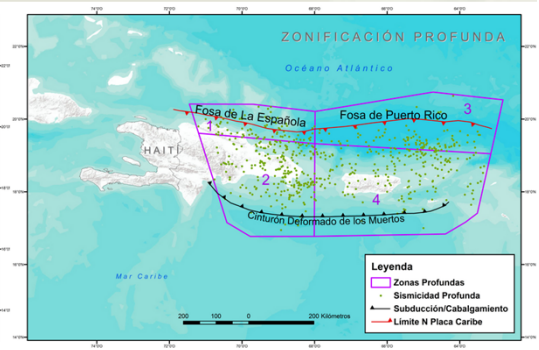 ZONIFICACIÓN PROFUNDA
Océano Atlántico
Fosa de La Española
Fosa de Puerto Rico
3
1
HAITÍ
2
4
Cinturón Deformado de los Muertos
Mar Caribe
200 100 0 200 Kilómetros
Leyenda
Zonas Profundas
Sismicidad Profunda
Subducción/Cabalgamiento
Límite N Placa Caribe